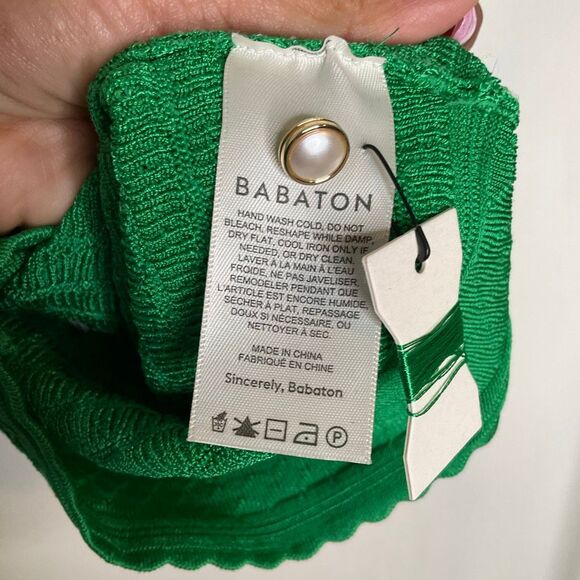 BABATON
HAND WASH COLD, DO NOT
BLEACH, RESHAPE WHILE DAMP,
DRY FLAT, COOL IRON ONLY IF
NEEDED, OR DRY CLEAN.
LAVER À LA MAIN À L'EAU
FROIDE, NE PAS JAVELISER,
REMODELER PENDANT QUE
L'ARTICLE EST ENCORE HUMIDE,
SÉCHER À PLAT, REPASSAGE
DOUX SI NÉCESSAIRE, OU
NETTOYER À SEC.
MADE IN CHINA
FABRIQUÉ EN CHINE
Sincerely, Babaton
P